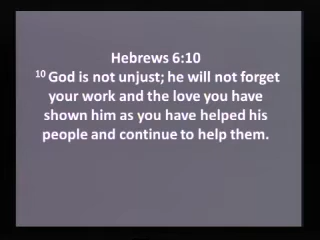 Hebrews 6:10
10 God is not unjust; he will not forget
your work and the love you have
shown him as you have helped his
people and continue to help them.